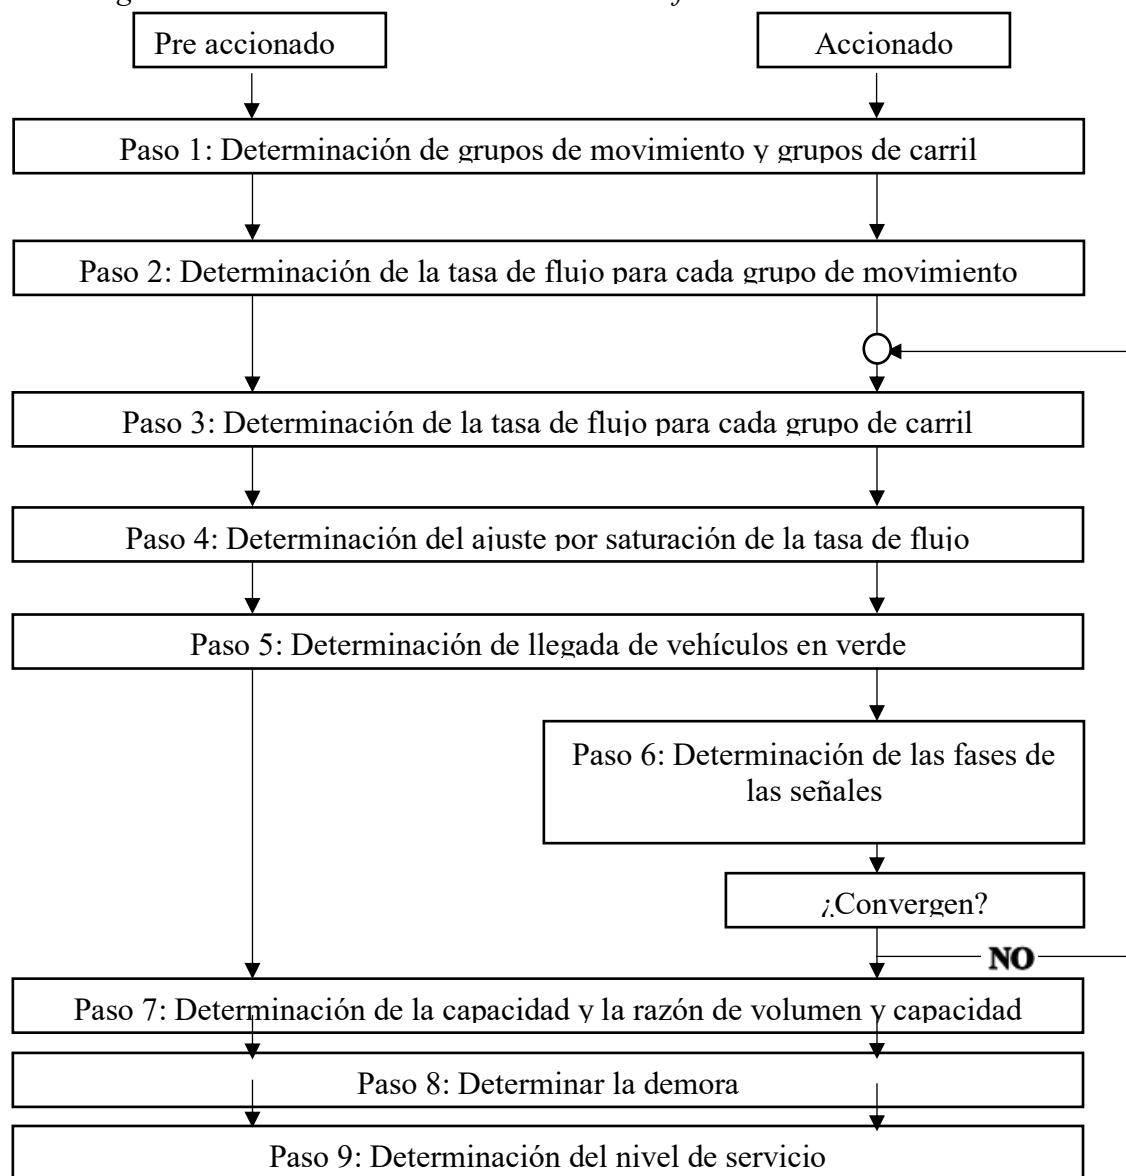 Pre accionado
Accionado
Paso 1: Determinación de grupos de movimiento y grupos de carril
Paso 2: Determinación de la tasa de flujo para cada grupo de movimiento
Paso 3: Determinación de la tasa de flujo para cada grupo de carril
Paso 4: Determinación del ajuste por saturación de la tasa de flujo
Paso 5: Determinación de llegada de vehículos en verde
Paso 6: Determinación de las fases de
las señales
¿Convergen?
NO
Paso 7: Determinación de la capacidad y la razón de volumen y capacidad
Paso 8: Determinar la demora
Paso 9: Determinación del nivel de servicio